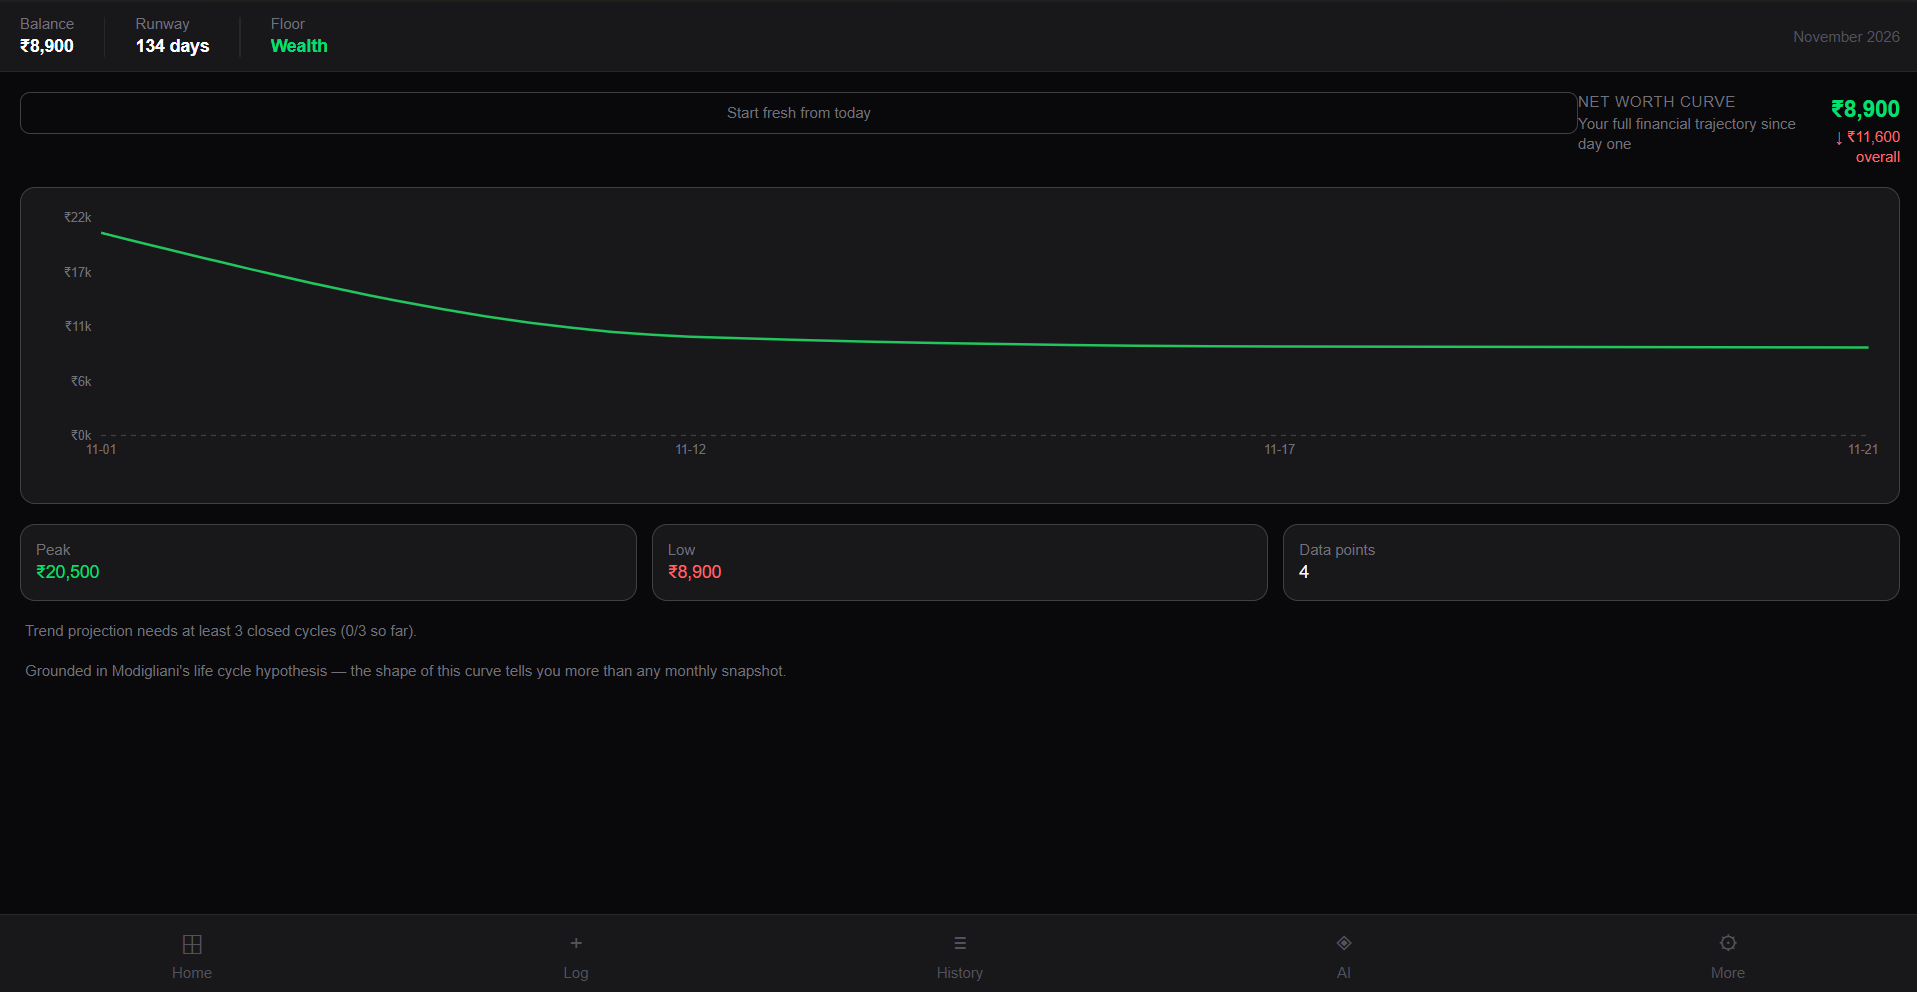 Balance
₹8,900
Runway
134 days
Floor
Wealth
November 2026
Start fresh from today
NET WORTH CURVE
Your full financial trajectory since
day one
₹8,900
↓ ₹11,600
overall
₹22k
₹17k
₹11k
₹6k
₹0k
11-01
11-12
11-17
11-21
Peak
₹20,500
Low
₹8,900
Data points
4
Trend projection needs at least 3 closed cycles (0/3 so far).
Grounded in Modigliani's life cycle hypothesis — the shape of this curve tells you more than any monthly snapshot.
Home
Log
History
AI
More